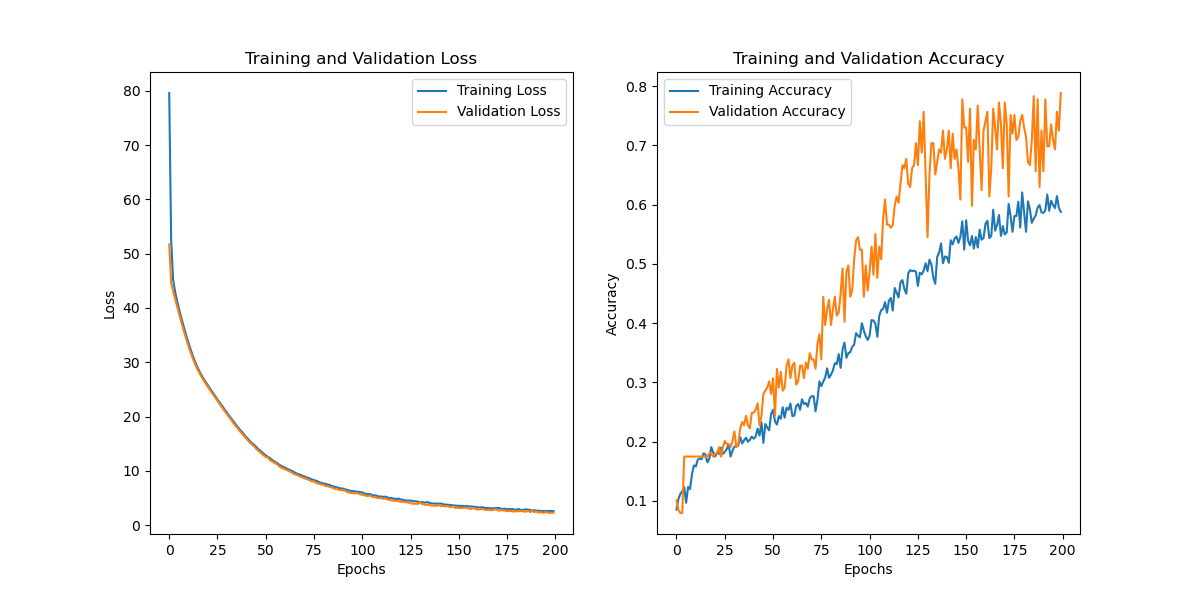 Training and Validation Loss
Training Loss
Validation Loss
80
70
60
50
40
30
20
10
0
Loss
0 25 50 75 100 125 150 175 200
Epochs
Training and Validation Accuracy
Training Accuracy
Validation Accuracy
0.8
0.7
0.6
0.5
0.4
0.3
0.2
0.1
Accuracy
0 25 50 75 100 125 150 175 200
Epochs